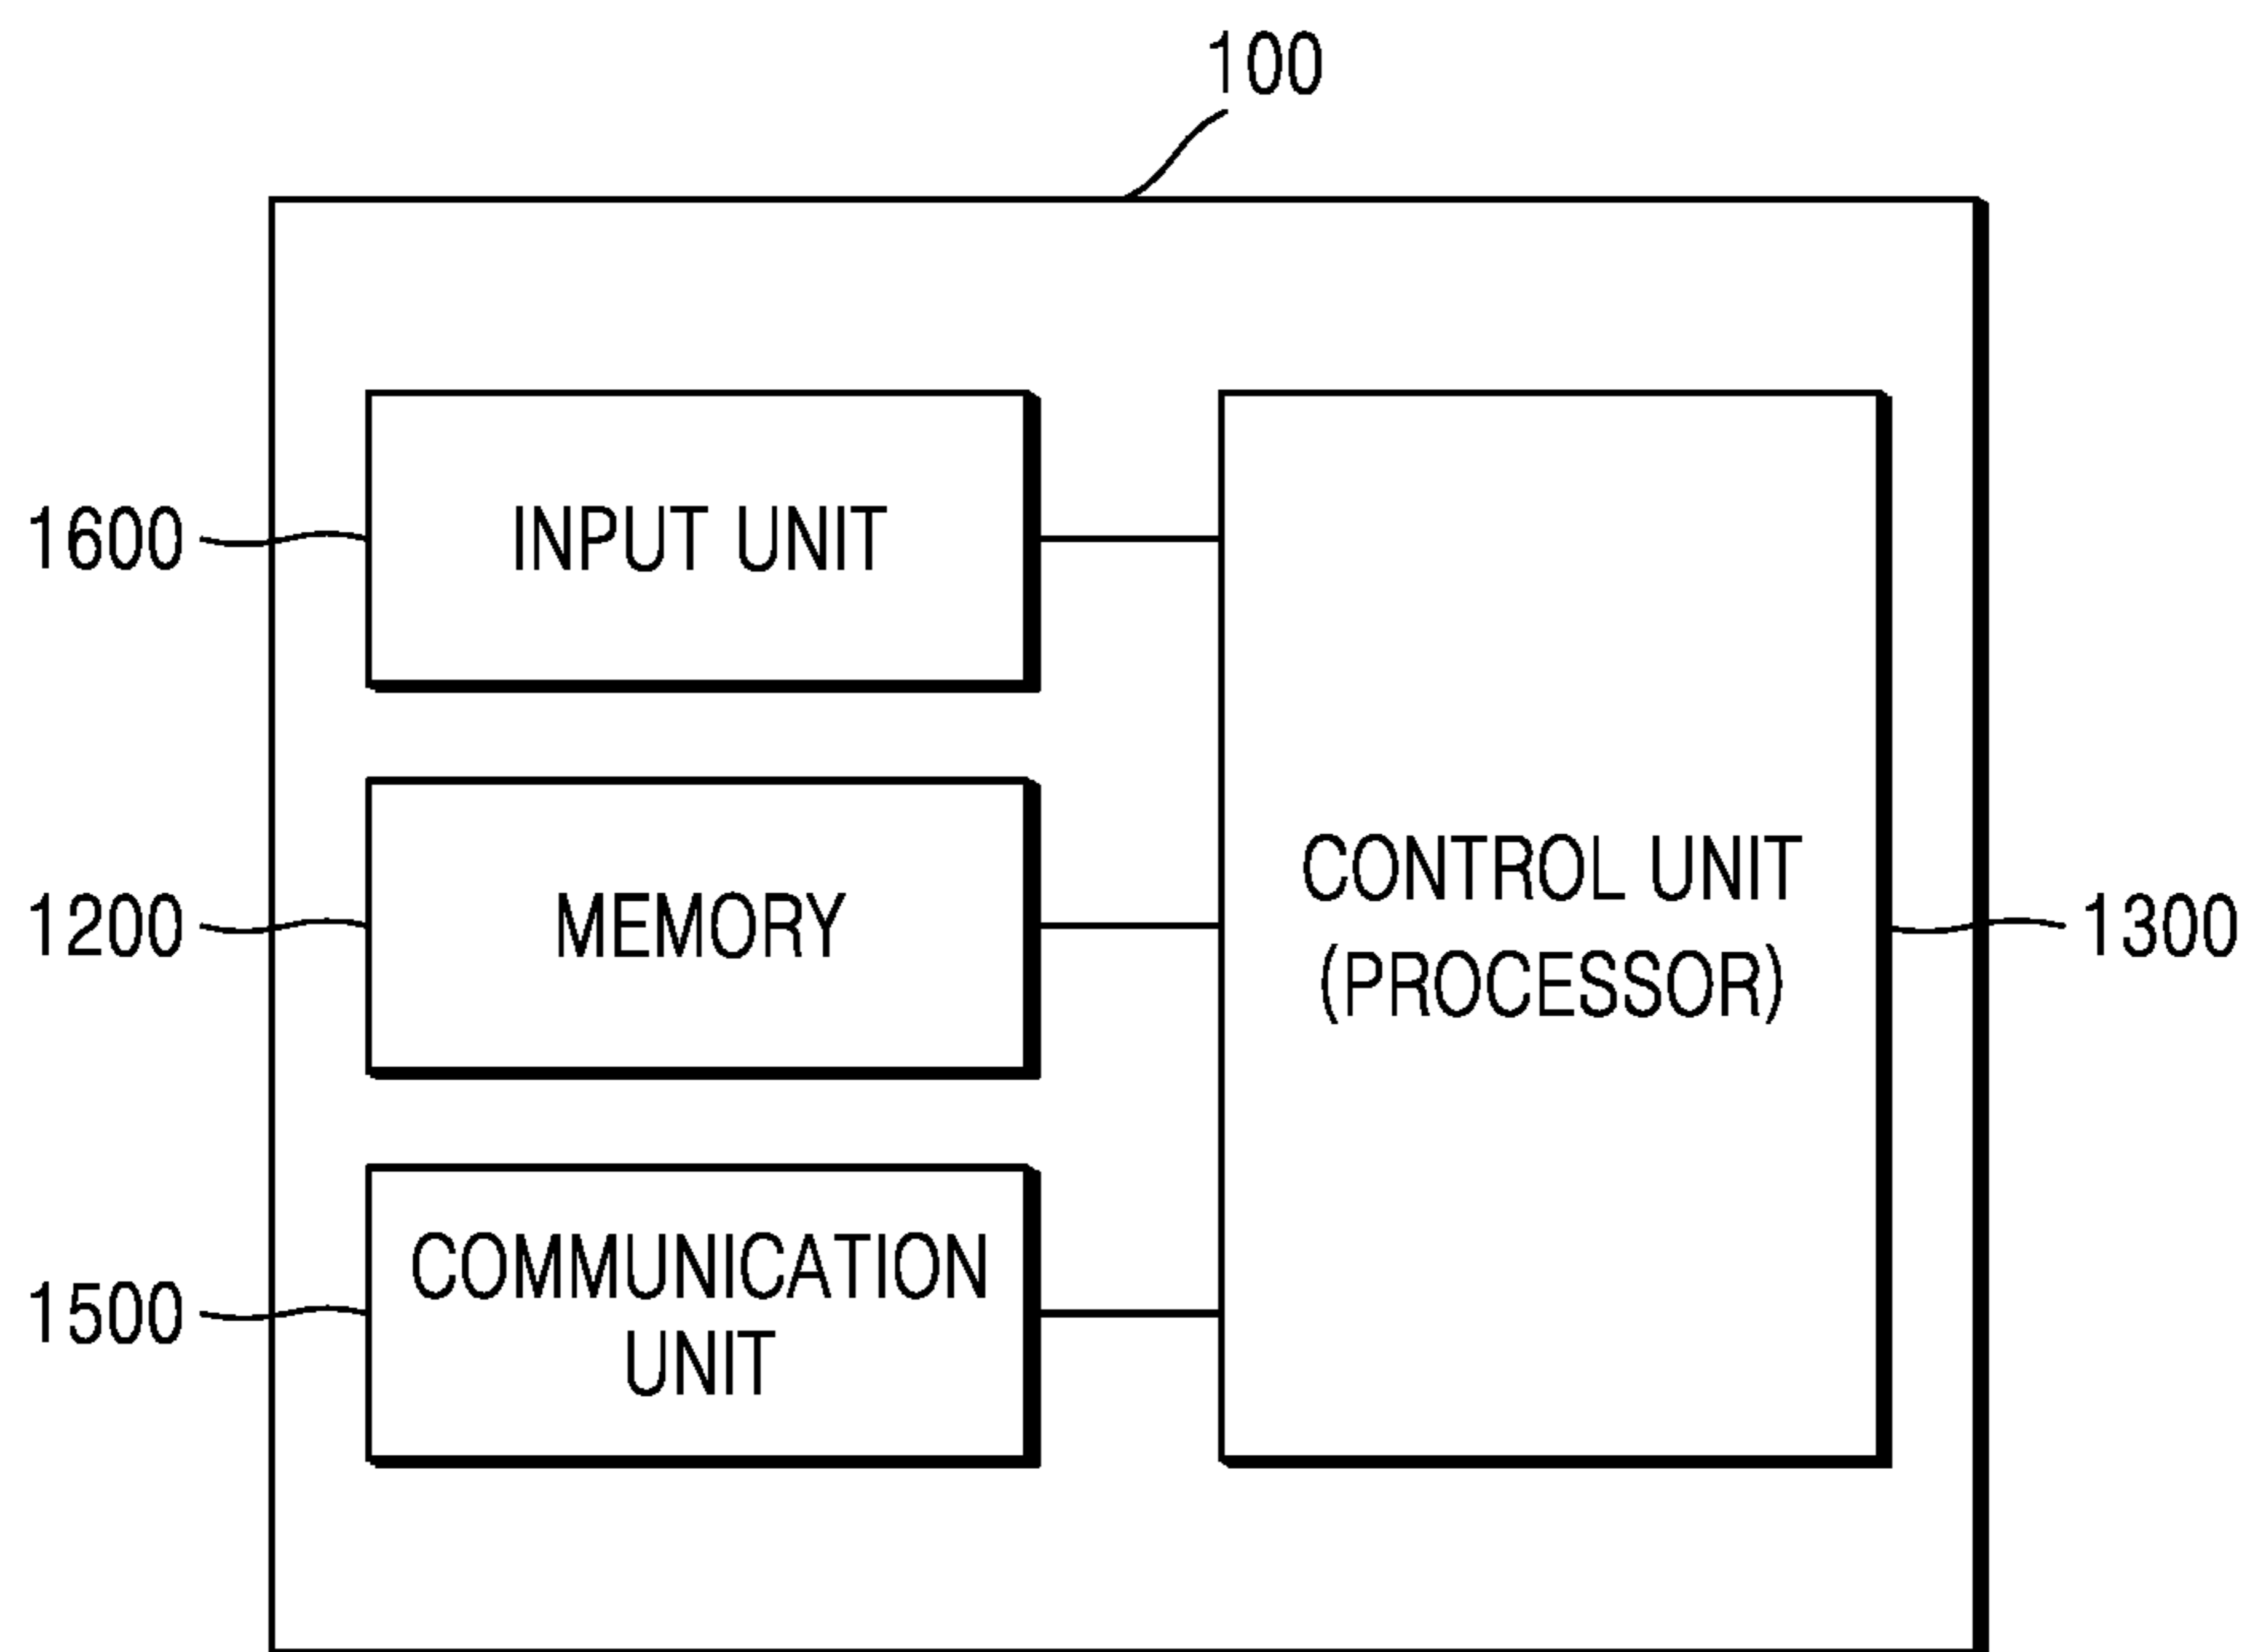 100
1600
INPUT UNIT
1200
MEMORY
CONTROL UNIT
(PROCESSOR)
1300
1500
COMMUNICATION
UNIT